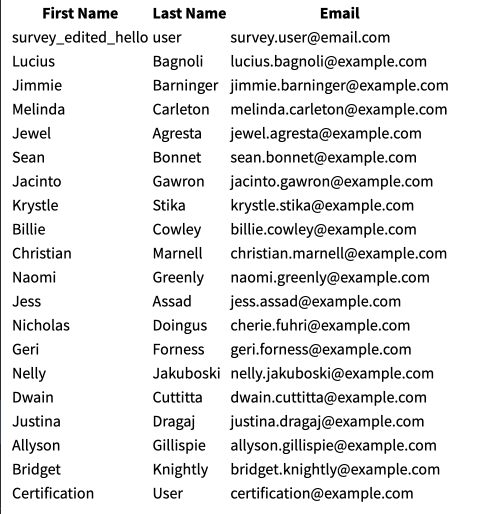 First Name Last Name Email
survey_edited_hello user survey.user@email.com
Lucius Bagnoli lucius.bagnoli@example.com
Jimmie Barninger jimmie.barninger@example.com
Melinda Carleton melinda.carleton@example.com
Jewel Agresta jewel.agresta@example.com
Sean Bonnet sean.bonnet@example.com
Jacinto Gawron jacinto.gawron@example.com
Krystle Stika krystle.stika@example.com
Billie Cowley billie.cowley@example.com
Christian Marnell christian.marnell@example.com
Naomi Greenly naomi.greenly@example.com
Jess Assad jess.assad@example.com
Nicholas Doingus cherie.fuhri@example.com
Geri Forness geri.forness@example.com
Nelly Jakuboski nelly.jakuboski@example.com
Dwain Cuttitta dwain.cuttitta@example.com
Justina Dragaj justina.dragaj@example.com
Allyson Gillispie allyson.gillispie@example.com
Bridget Knightly bridget.knightly@example.com
Certification User certification@example.com